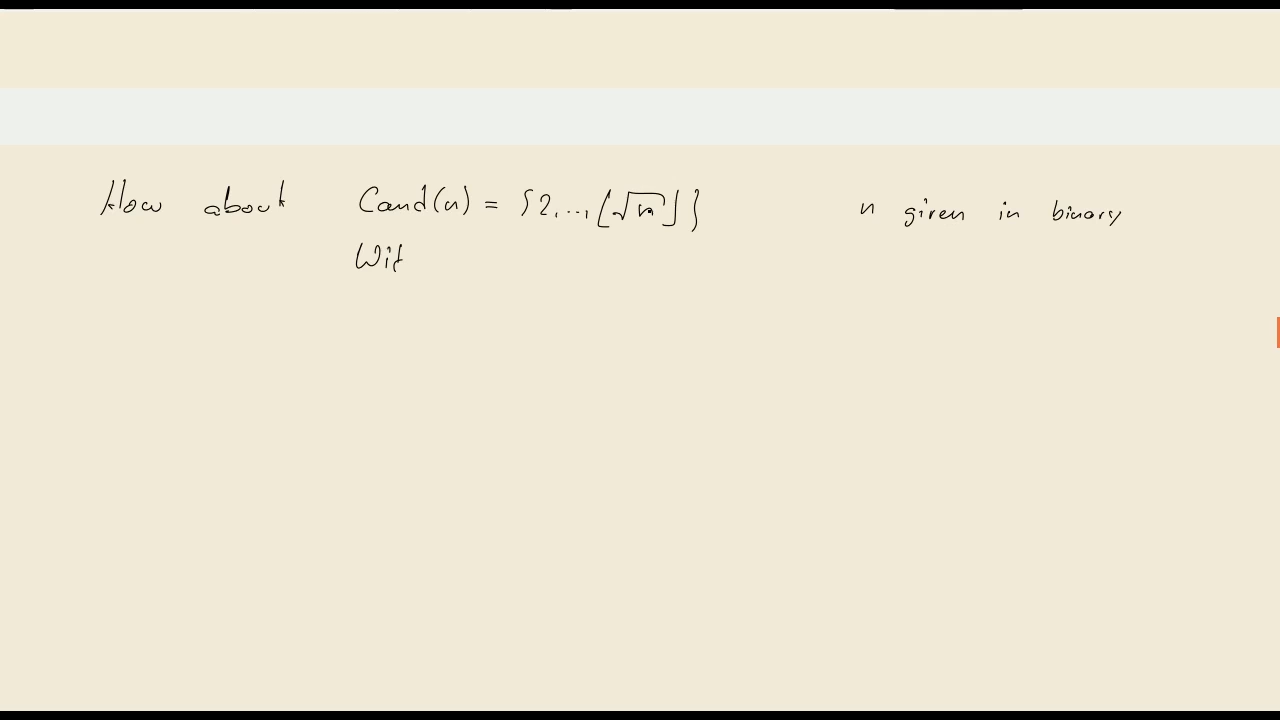 How about Cand(n) = {2,...,⌊√n⌋} n given in binary
Wit